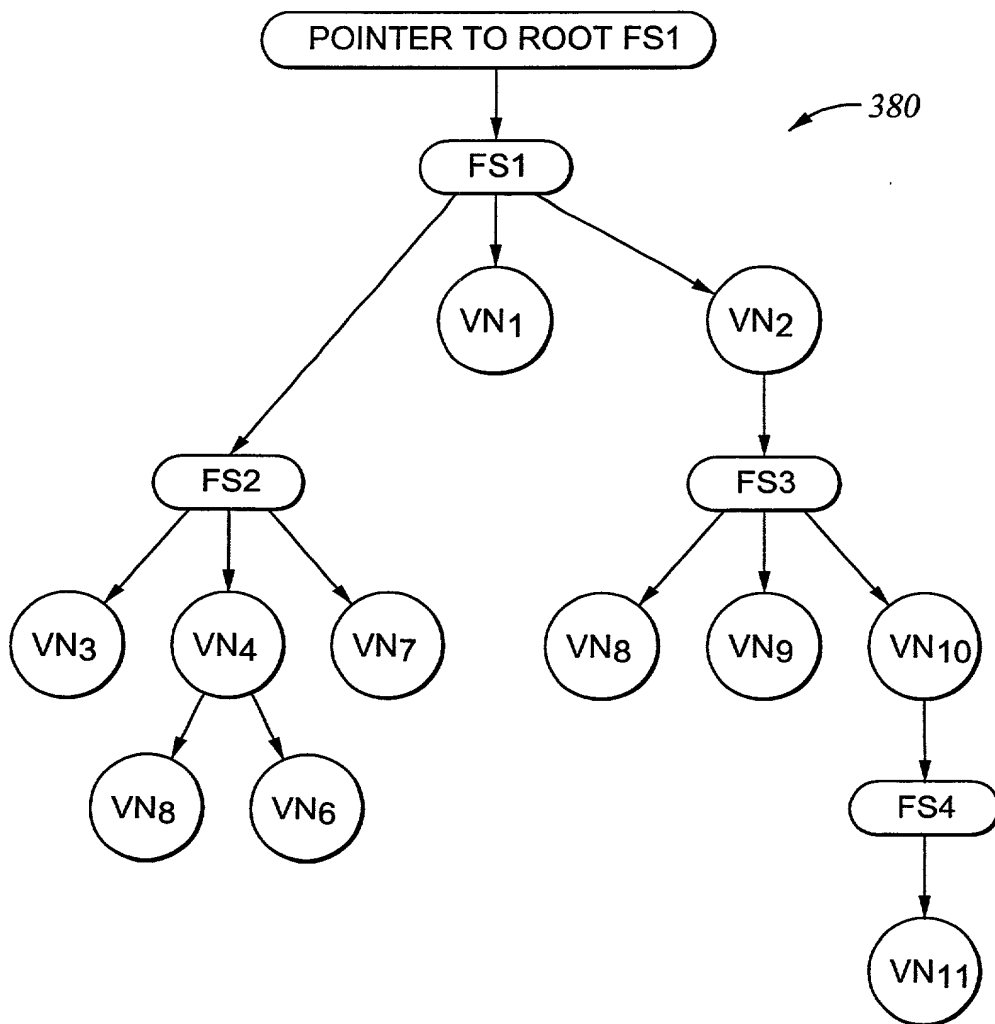 POINTER TO ROOT FS1
380
FS1
VN1
VN2
FS2
FS3
VN3
VN4
VN7
VN8
VN9
VN10
VN8
VN6
FS4
VN11